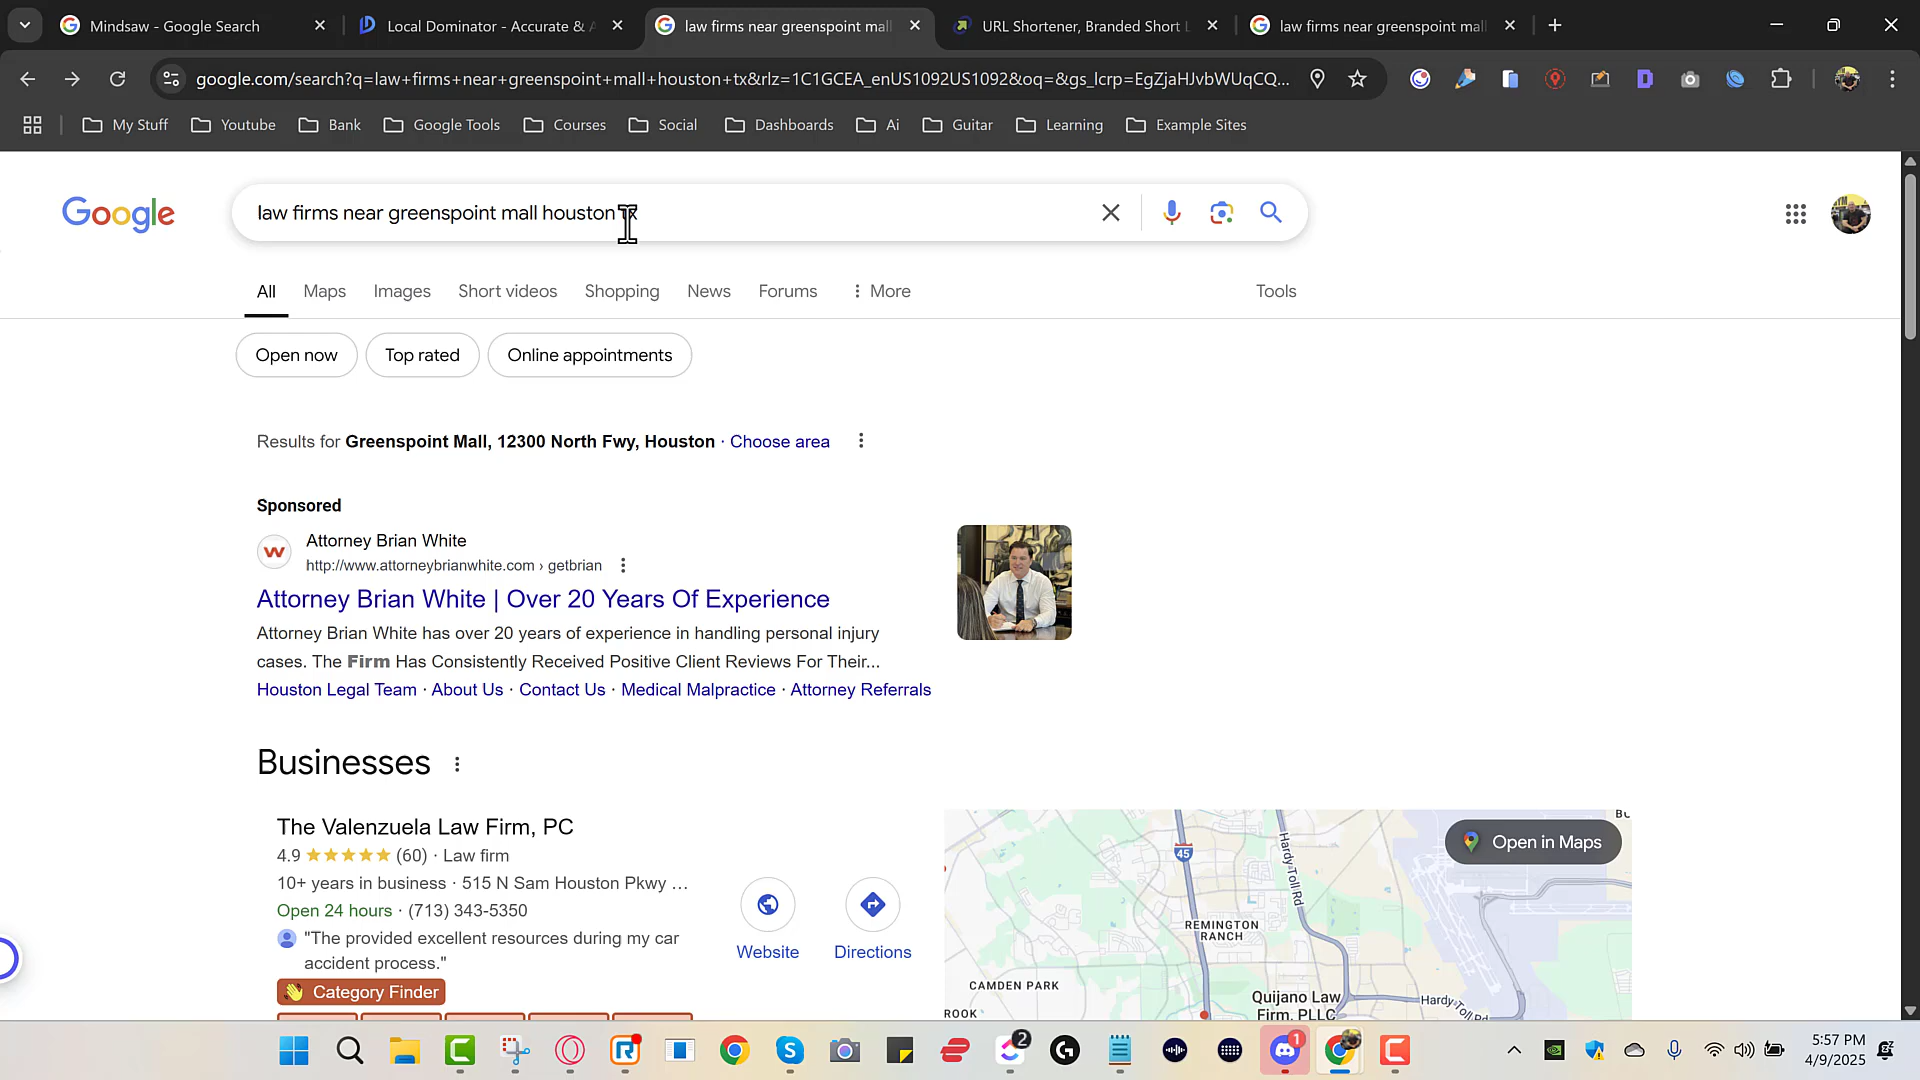 Mindsaw - Google Search
Local Dominator - Accurate & A
law firms near greenspoint mal
URL Shortener, Branded Short L
law firms near greenspoint mal
google.com/search?q=law+firms+near+greenspoint+mall+houston+tx&rlz=1C1GCEA_enUS1092US1092&oq=&gs_lcrp=EgZjaHJvbWUqCQ...
My Stuff
Youtube
Bank
Google Tools
Courses
Social
Dashboards
Ai
Guitar
Learning
Example Sites
Google
law firms near greenspoint mall houston tx
All
Maps
Images
Short videos
Shopping
News
Forums
More
Tools
Open now
Top rated
Online appointments
Results for Greenspoint Mall, 12300 North Fwy, Houston · Choose area
Sponsored
Attorney Brian White
http://www.attorneybrianwhite.com › getbrian
Attorney Brian White | Over 20 Years Of Experience
Attorney Brian White has over 20 years of experience in handling personal injury
cases. The Firm Has Consistently Received Positive Client Reviews For Their...
Houston Legal Team · About Us · Contact Us · Medical Malpractice · Attorney Referrals
Businesses
The Valenzuela Law Firm, PC
4.9 ★★★★★ (60) · Law firm
10+ years in business · 515 N Sam Houston Pkwy ...
Open 24 hours · (713) 343-5350
"The provided excellent resources during my car
accident process."
Category Finder
Website
Directions
Open in Maps
45
Hardy Toll Rd
REMINGTON
RANCH
CAMDEN PARK
Quijano Law
Firm, PLLC
Hardy-Toll Rd
ROOK
2
1
5:57 PM
4/9/2025